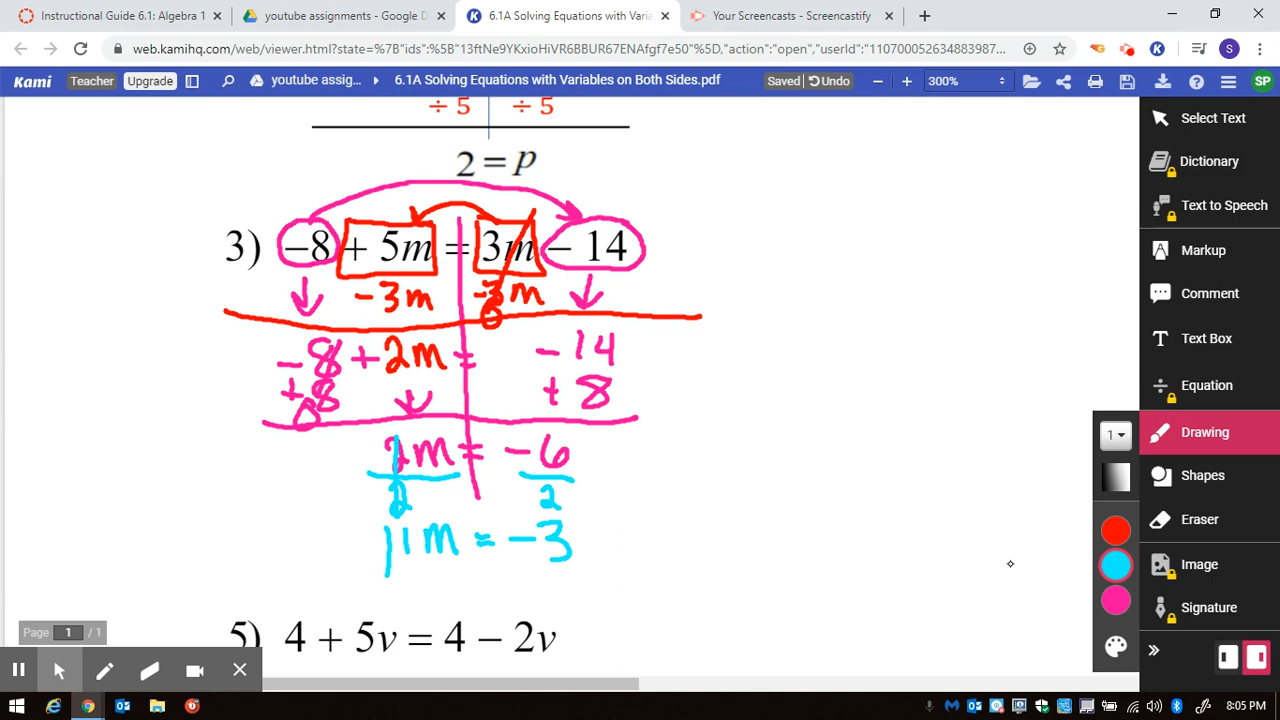 Instructional Guide 6.1: Algebra 1
youtube assignments - Google D
6.1A Solving Equations with Varia
Your Screencasts - Screencastify
web.kamihq.com/web/viewer.html?state=%7B"ids"%3A%5B"13ftNe9YKxioHiVR6BBUR67ENAfgf7e50"%5D,"action":"open","userId":"110700052634883987...
S
Kami Teacher Upgrade youtube assig... 6.1A Solving Equations with Variables on Both Sides.pdf Saved Undo 300% SP
÷ 5 ÷ 5
2 = p
3) −8 + 5m = 3m − 14
-3m -3m
-8 + 2m = -14
+8 +8
2m = -6
2 2
11m = -3
5) 4 + 5v = 4 − 2v
Page 1 / 1
Select Text
Dictionary
Text to Speech
Markup
Comment
Text Box
Equation
Drawing
Shapes
Eraser
Image
Signature
1
8:05 PM